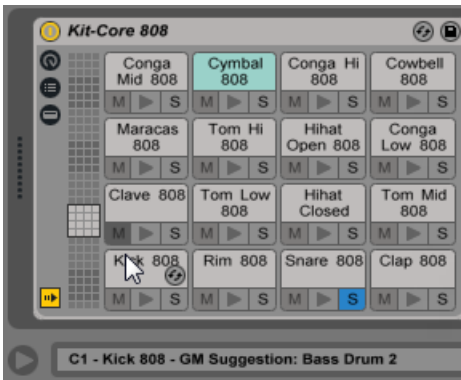 Kit-Core 808
Conga Mid 808
Cymbal 808
Conga Hi 808
Cowbell 808
M S M S M S M S
Maracas 808
Tom Hi 808
Hihat Open 808
Conga Low 808
M S M S M S M S
Clave 808
Tom Low 808
Hihat Closed
Tom Mid 808
M S M S M S M S
Kick 808
Rim 808
Snare 808
Clap 808
M S M S M S M S
C1 - Kick 808 - GM Suggestion: Bass Drum 2